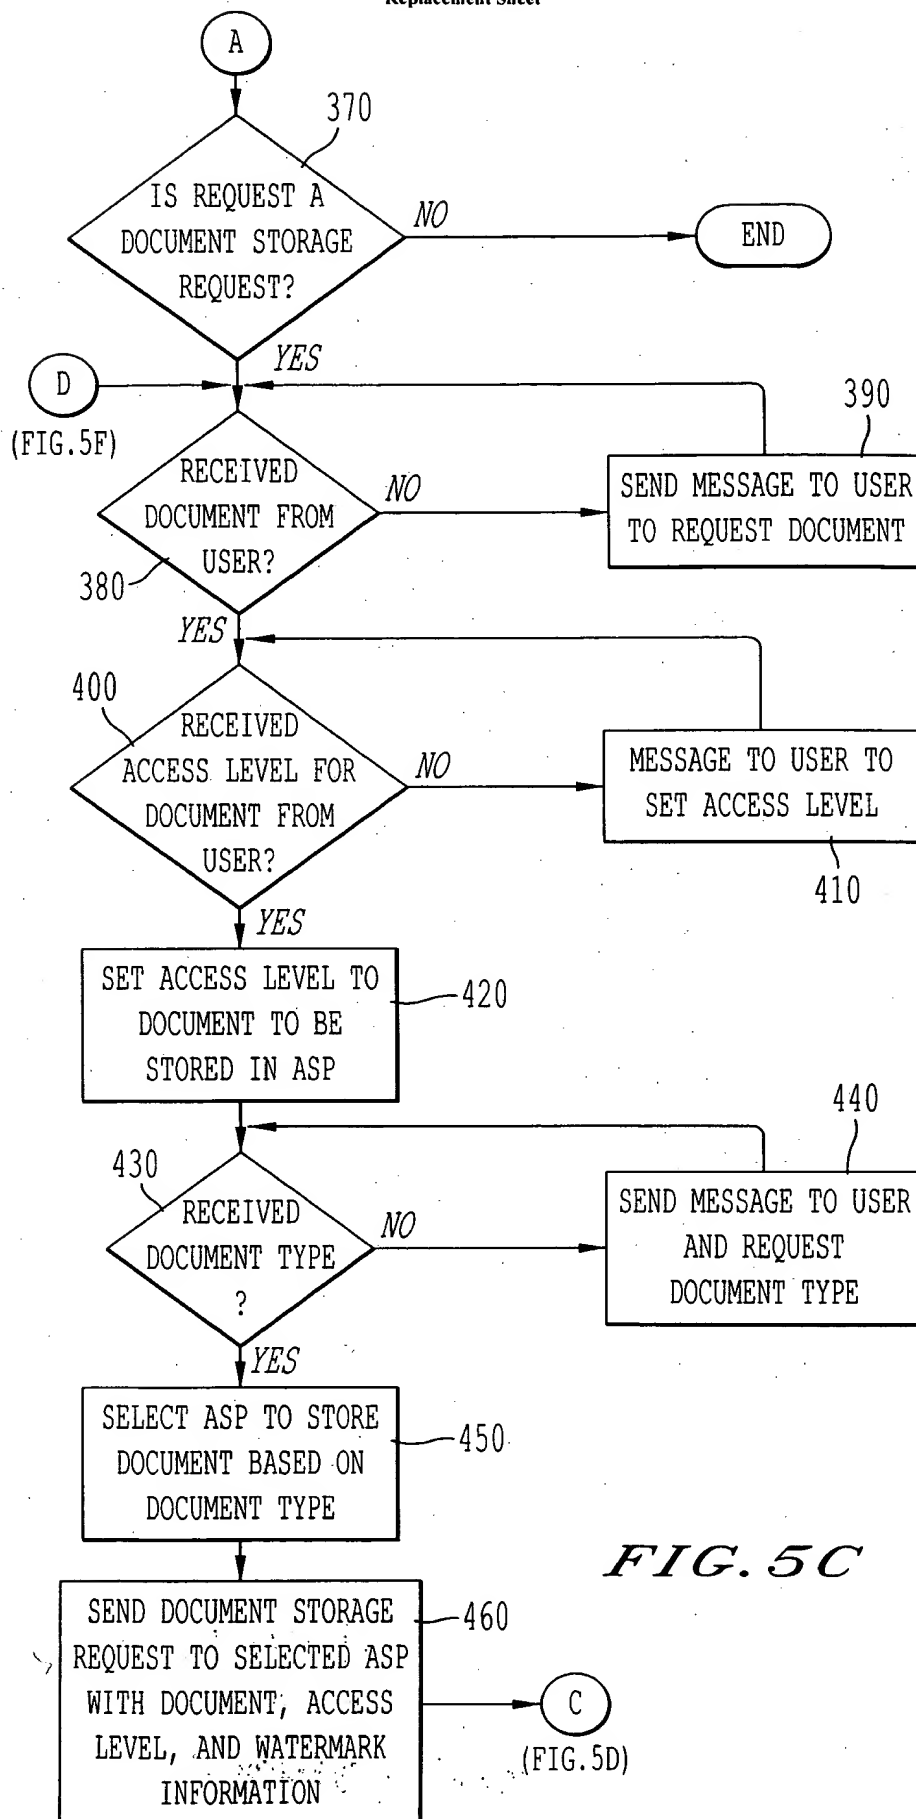 Replacement Sheet
A
370
IS REQUEST A
DOCUMENT STORAGE
REQUEST?
NO
END
YES
D
(FIG.5F)
390
RECEIVED
DOCUMENT FROM
USER?
NO
SEND MESSAGE TO USER
TO REQUEST DOCUMENT
380
YES
400
RECEIVED
ACCESS LEVEL FOR
DOCUMENT FROM
USER?
NO
MESSAGE TO USER TO
SET ACCESS LEVEL
410
YES
SET ACCESS LEVEL TO
DOCUMENT TO BE
STORED IN ASP
420
440
430
RECEIVED
DOCUMENT TYPE
?
NO
SEND MESSAGE TO USER
AND REQUEST
DOCUMENT TYPE
YES
SELECT ASP TO STORE
DOCUMENT BASED ON
DOCUMENT TYPE
450
FIG. 5C
SEND DOCUMENT STORAGE
REQUEST TO SELECTED ASP
WITH DOCUMENT, ACCESS
LEVEL, AND WATERMARK
INFORMATION
460
C
(FIG.5D)